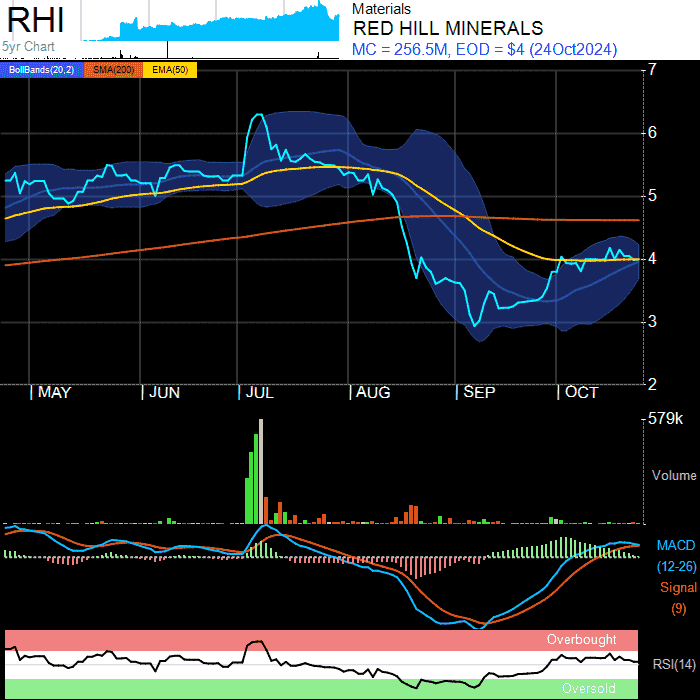 RHI
5yr Chart
Materials
RED HILL MINERALS
MC = 256.5M, EOD = $4 (24Oct2024)
BollBands(20,2) SMA(200) EMA(50)
7
6
5
4
3
2
MAY JUN JUL AUG SEP OCT
579k
Volume
MACD
(12-26)
Signal
(9)
Overbought
RSI(14)
Oversold